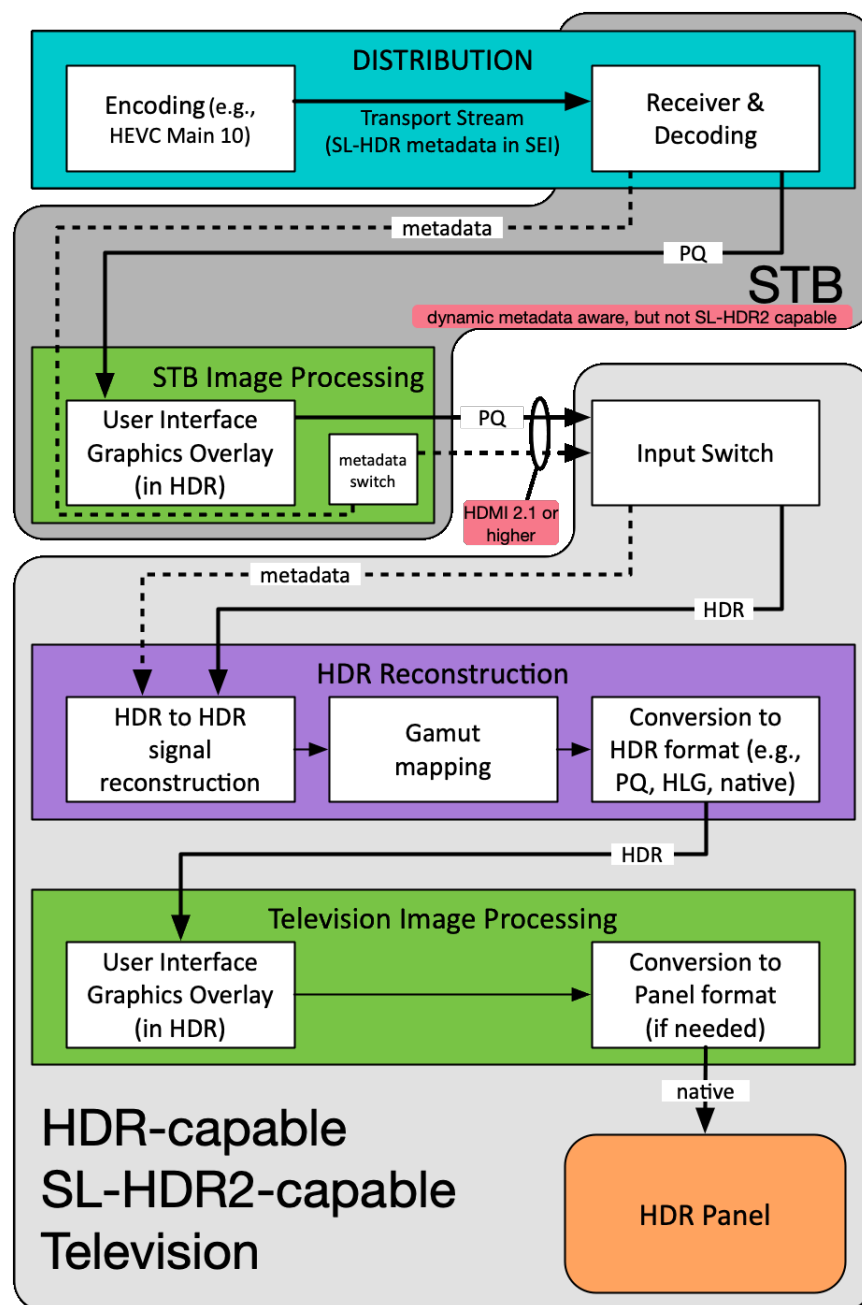 DISTRIBUTION
Encoding (e.g.,
HEVC Main 10)
Transport Stream
(SL-HDR metadata in SEI)
Receiver &
Decoding
metadata
PQ
STB
dynamic metadata aware, but not SL-HDR2 capable
STB Image Processing
User Interface
Graphics Overlay
(in HDR)
metadata
switch
PQ
HDMI 2.1 or
higher
Input Switch
metadata
HDR
HDR Reconstruction
HDR to HDR
signal
reconstruction
Gamut
mapping
Conversion to
HDR format (e.g.,
PQ, HLG, native)
HDR
Television Image Processing
User Interface
Graphics Overlay
(in HDR)
Conversion to
Panel format
(if needed)
native
HDR-capable
SL-HDR2-capable
Television
HDR Panel